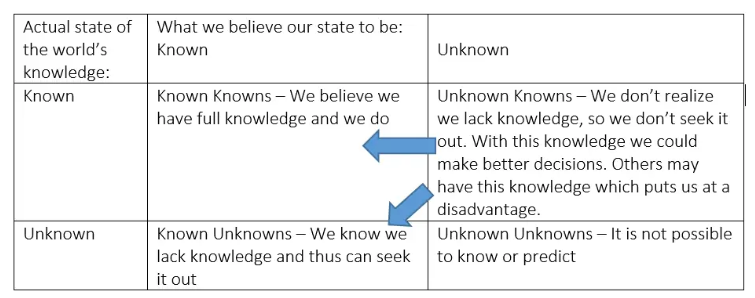 Actual state of
the world's
knowledge:
What we believe our state to be:
Known
Unknown
Known
Known Knowns – We believe we
have full knowledge and we do
Unknown Knowns – We don't realize
we lack knowledge, so we don't seek it
out. With this knowledge we could
make better decisions. Others may
have this knowledge which puts us at a
disadvantage.
Unknown
Known Unknowns – We know we
lack knowledge and thus can seek
it out
Unknown Unknowns – It is not possible
to know or predict